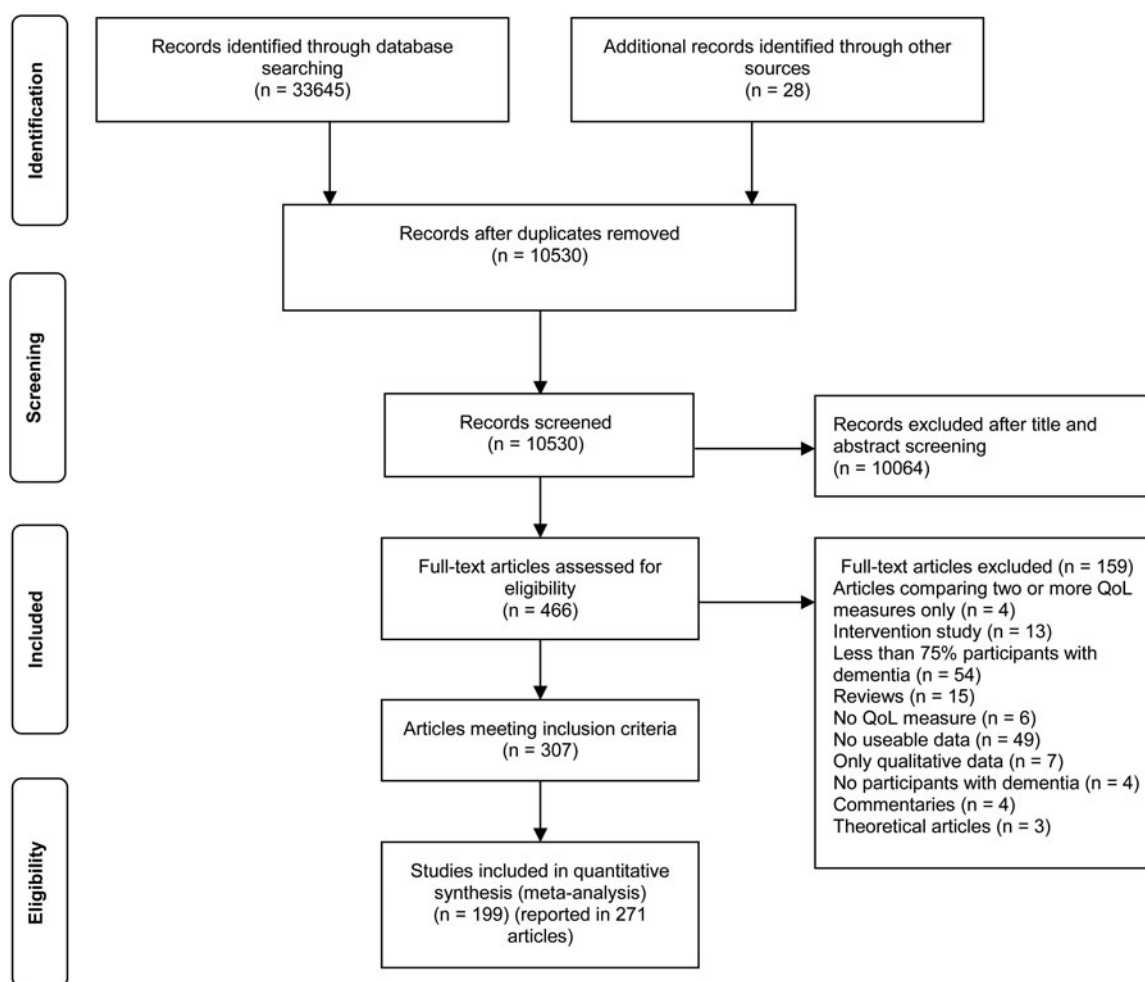 Identification
Records identified through database
searching
(n = 33645)
Additional records identified through other
sources
(n = 28)
Records after duplicates removed
(n = 10530)
Screening
Records screened
(n = 10530)
Records excluded after title and
abstract screening
(n = 10064)
Included
Full-text articles assessed for
eligibility
(n = 466)
Full-text articles excluded (n = 159)
Articles comparing two or more QoL
measures only (n = 4)
Intervention study (n = 13)
Less than 75% participants with
dementia (n = 54)
Reviews (n = 15)
No QoL measure (n = 6)
No useable data (n = 49)
Only qualitative data (n = 7)
No participants with dementia (n = 4)
Commentaries (n = 4)
Theoretical articles (n = 3)
Articles meeting inclusion criteria
(n = 307)
Eligibility
Studies included in quantitative
synthesis (meta-analysis)
(n = 199) (reported in 271
articles)